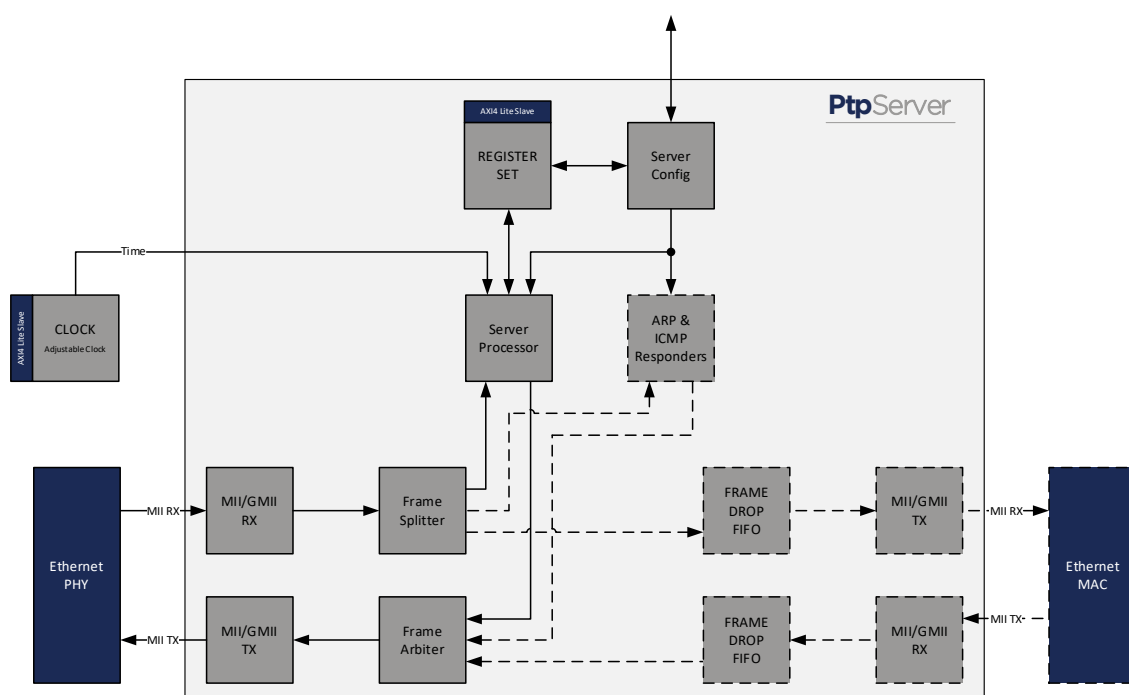 PtpServer
AXI4 Lite Slave
REGISTER
SET
Server
Config
Time
AXI4 Lite Slave
CLOCK
Adjustable Clock
Server
Processor
ARP &
ICMP
Responders
Ethernet
PHY
MII RX
MII/GMII
RX
Frame
Splitter
FRAME
DROP
FIFO
MII/GMII
TX
MII RX
Ethernet
MAC
MII TX
MII/GMII
TX
Frame
Arbiter
FRAME
DROP
FIFO
MII/GMII
RX
MII TX